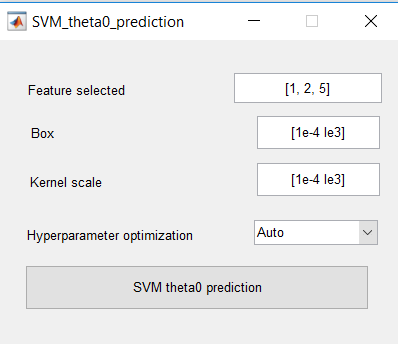 SVM_theta0_prediction
Feature selected [1, 2, 5]
Box [1e-4 le3]
Kernel scale [1e-4 le3]
Hyperparameter optimization Auto
SVM theta0 prediction